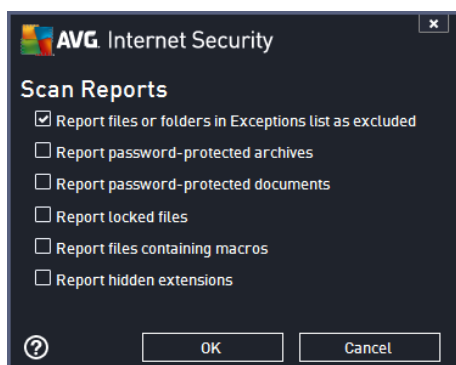 AVG. Internet Security
x
Scan Reports
Report files or folders in Exceptions list as excluded
Report password-protected archives
Report password-protected documents
Report locked files
Report files containing macros
Report hidden extensions
?
OK
Cancel